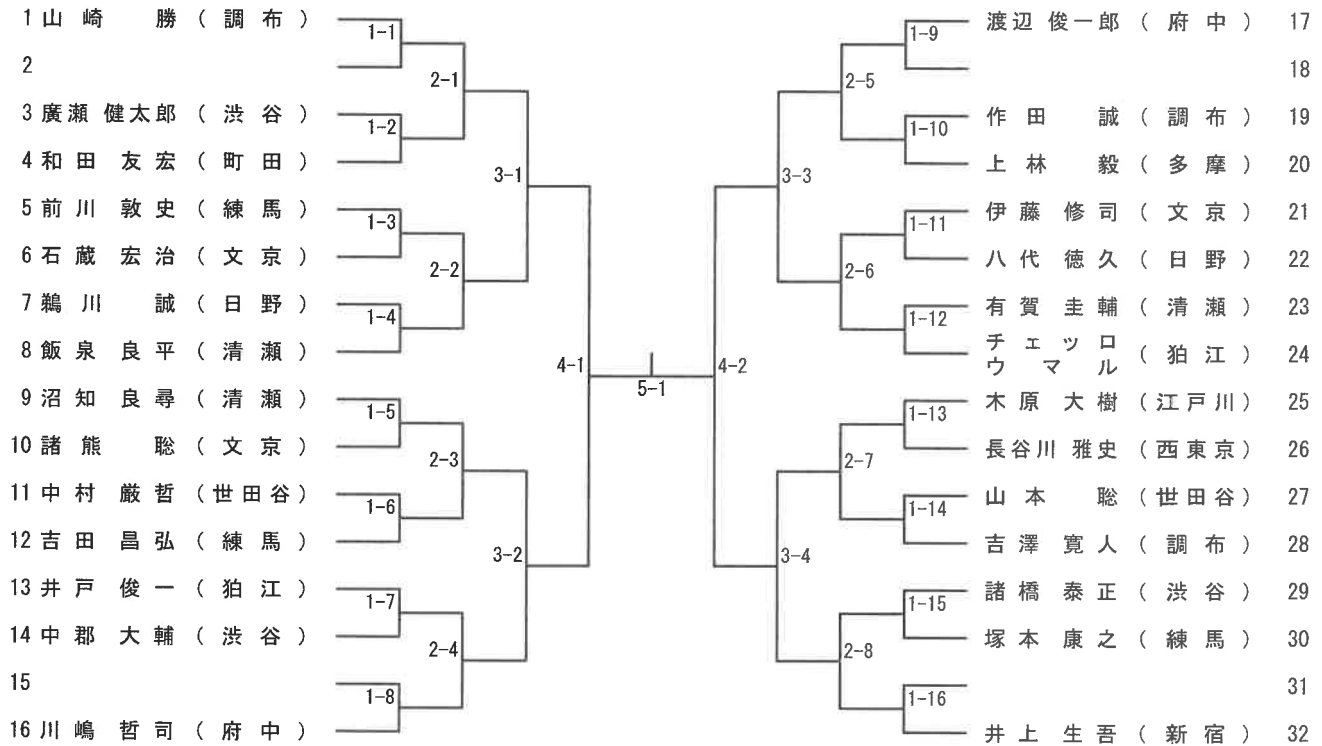 1 山崎 勝 (調布)
2
3 廣瀬 健太郎 (渋谷)
4 和田 友宏 (町田)
5 前川 敦史 (練馬)
6 石蔵 宏治 (文京)
7 鵜川 誠 (日野)
8 飯泉 良平 (清瀬)
9 沼知 良尋 (清瀬)
10 諸熊 聡 (文京)
11 中村 厳哲 (世田谷)
12 吉田 昌弘 (練馬)
13 井戸 俊一 (狛江)
14 中郡 大輔 (渋谷)
15
16 川嶋 哲司 (府中)
1-1
1-2
1-3
1-4
1-5
1-6
1-7
1-8
2-1
2-2
2-3
2-4
3-1
3-2
4-1
5-1
4-2
3-3
3-4
2-5
2-6
2-7
2-8
1-9
1-10
1-11
1-12
1-13
1-14
1-15
1-16
渡辺 俊一郎 (府中) 17
18
作田 誠 (調布) 19
上林 毅 (多摩) 20
伊藤 修司 (文京) 21
八代 徳久 (日野) 22
有賀 圭輔 (清瀬) 23
チェッロ
ウマル (狛江) 24
木原 大樹 (江戸川) 25
長谷川 雅史 (西東京) 26
山本 聡 (世田谷) 27
吉澤 寛人 (調布) 28
諸橋 泰正 (渋谷) 29
塚本 康之 (練馬) 30
31
井上 生吾 (新宿) 32